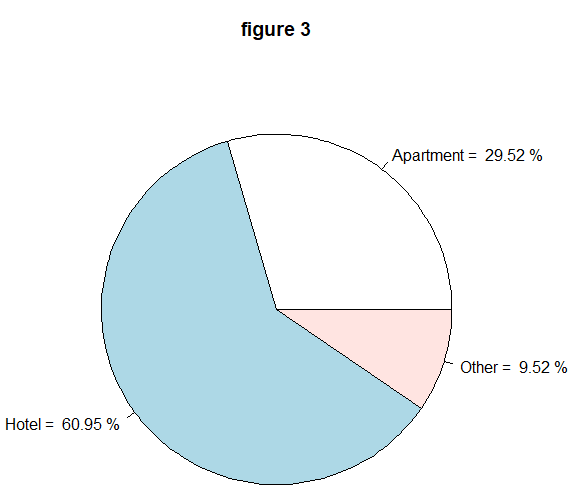 figure 3
Apartment =  29.52 %
Other =  9.52 %
Hotel =  60.95 %